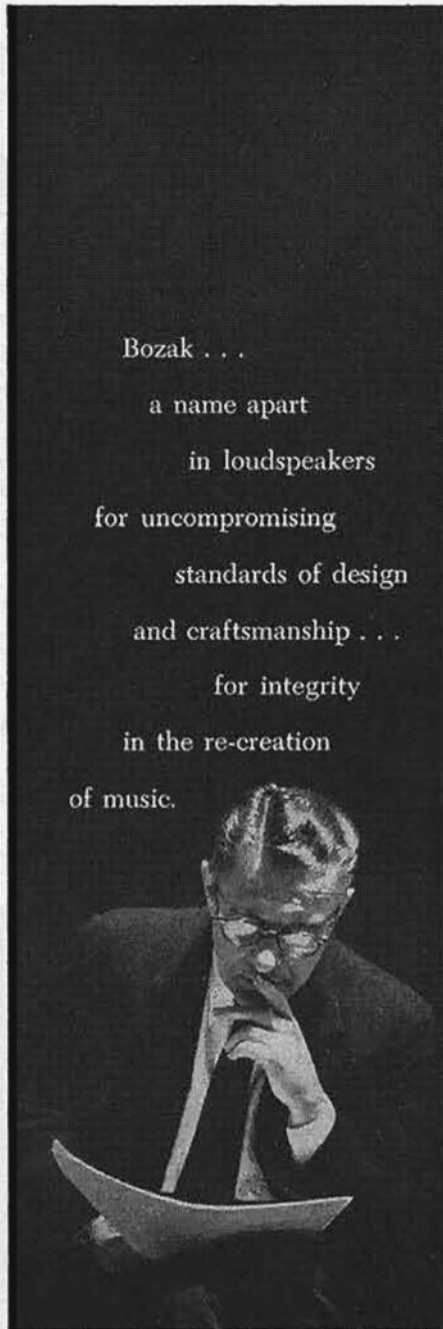 Bozak . . .
a name apart
in loudspeakers
for uncompromising
standards of design
and craftsmanship . . .
for integrity
in the re-creation
of music.